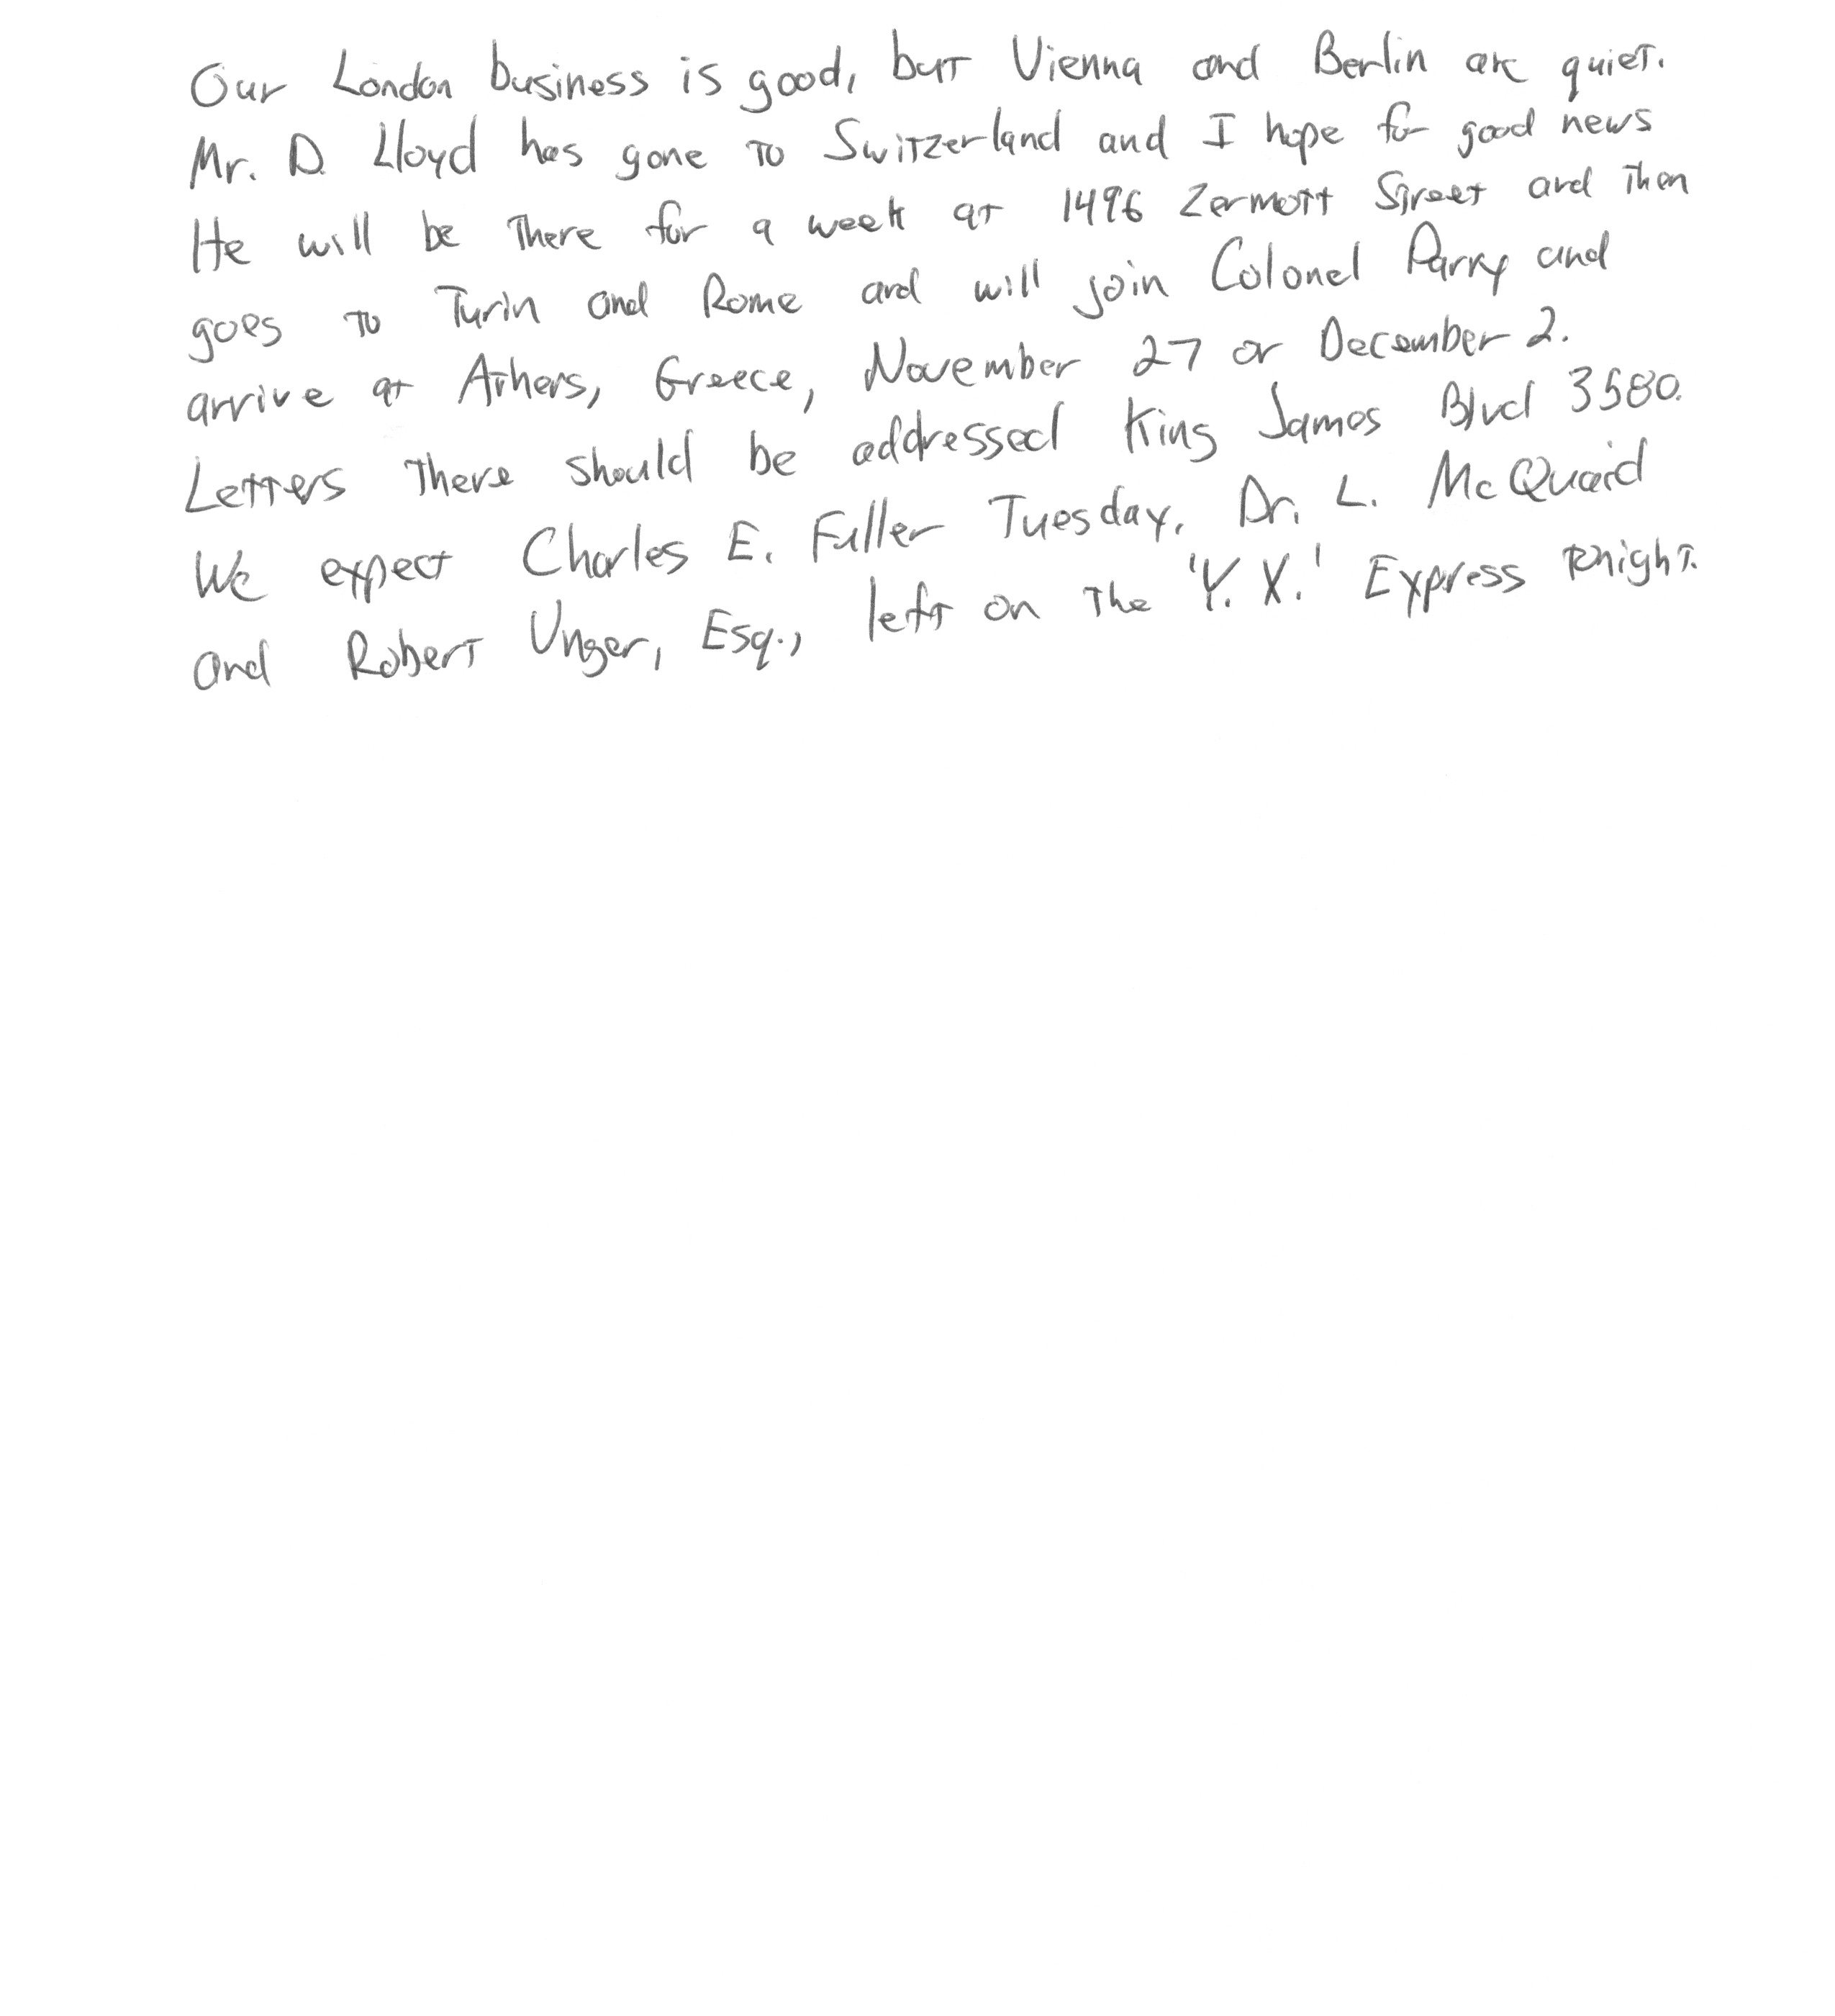 Our London business is good, but Vienna and Berlin are quiet.
Mr. D. Lloyd has gone to Switzerland and I hope for good news
He will be there for a week at 1496 Zermott Street and then
goes to Turin and Rome and will join Colonel Parry and
arrive at Athens, Greece, November 27 or December 2.
Letters there should be addressed King James Blvd 3580.
We expect Charles E. Fuller Tuesday. Dr. L. McQuaid
and Robert Unger, Esq., left on the 'Y. X.' Express tonight.